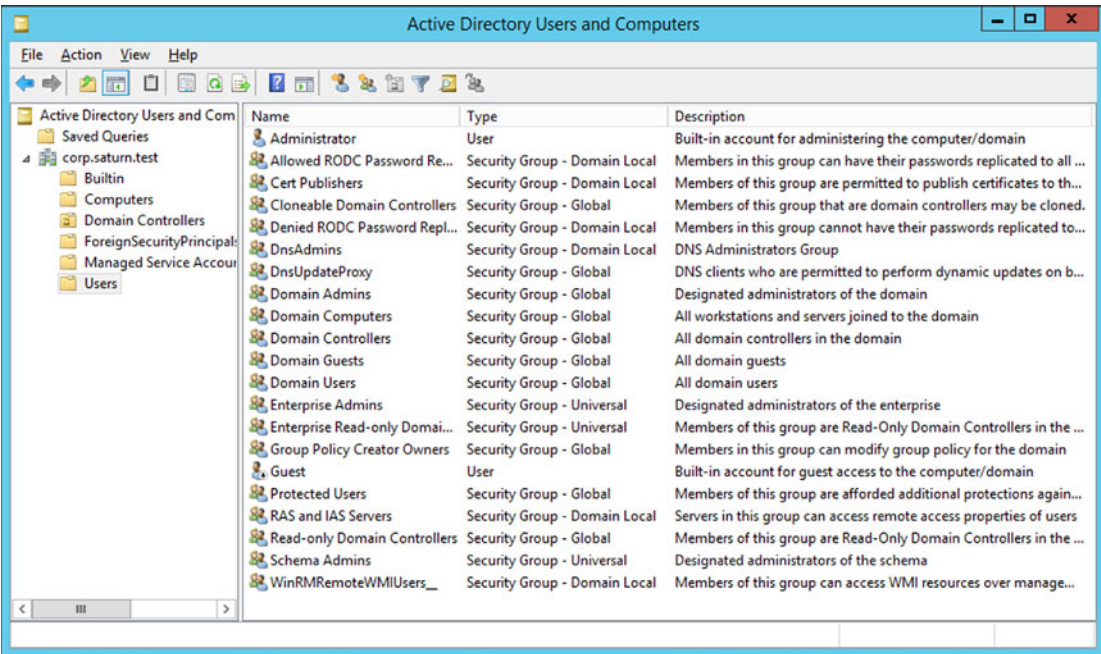 Active Directory Users and Computers
File Action View Help
Active Directory Users and Com
Saved Queries
corp.saturn.test
Builtin
Computers
Domain Controllers
ForeignSecurityPrincipals
Managed Service Accour
Users
Name Type Description
Administrator User Built-in account for administering the computer/domain
Allowed RODC Password Re... Security Group - Domain Local Members in this group can have their passwords replicated to all ...
Cert Publishers Security Group - Domain Local Members of this group are permitted to publish certificates to th...
Cloneable Domain Controllers Security Group - Global Members of this group that are domain controllers may be cloned.
Denied RODC Password Repl... Security Group - Domain Local Members in this group cannot have their passwords replicated to...
DnsAdmins Security Group - Domain Local DNS Administrators Group
DnsUpdateProxy Security Group - Global DNS clients who are permitted to perform dynamic updates on b...
Domain Admins Security Group - Global Designated administrators of the domain
Domain Computers Security Group - Global All workstations and servers joined to the domain
Domain Controllers Security Group - Global All domain controllers in the domain
Domain Guests Security Group - Global All domain guests
Domain Users Security Group - Global All domain users
Enterprise Admins Security Group - Universal Designated administrators of the enterprise
Enterprise Read-only Domai... Security Group - Universal Members of this group are Read-Only Domain Controllers in the ...
Group Policy Creator Owners Security Group - Global Members in this group can modify group policy for the domain
Guest User Built-in account for guest access to the computer/domain
Protected Users Security Group - Global Members of this group are afforded additional protections again...
RAS and IAS Servers Security Group - Domain Local Servers in this group can access remote access properties of users
Read-only Domain Controllers Security Group - Global Members of this group are Read-Only Domain Controllers in the ...
Schema Admins Security Group - Universal Designated administrators of the schema
WinRMRemoteWMIUsers__ Security Group - Domain Local Members of this group can access WMI resources over manage...